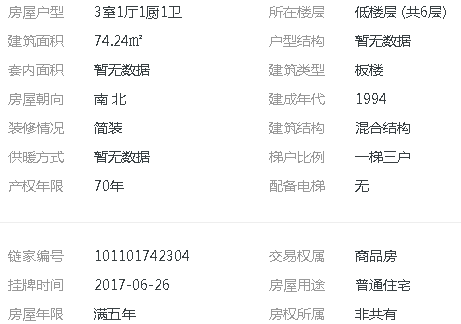 房屋户型 3室1厅1厨1卫 所在楼层 低楼层 (共6层)
建筑面积 74.24㎡ 户型结构 暂无数据
套内面积 暂无数据 建筑类型 板楼
房屋朝向 南 北 建成年代 1994
装修情况 简装 建筑结构 混合结构
供暖方式 暂无数据 梯户比例 一梯三户
产权年限 70年 配备电梯 无
链家编号 101101742304 交易权属 商品房
挂牌时间 2017-06-26 房屋用途 普通住宅
房屋年限 满五年 房权所属 非共有